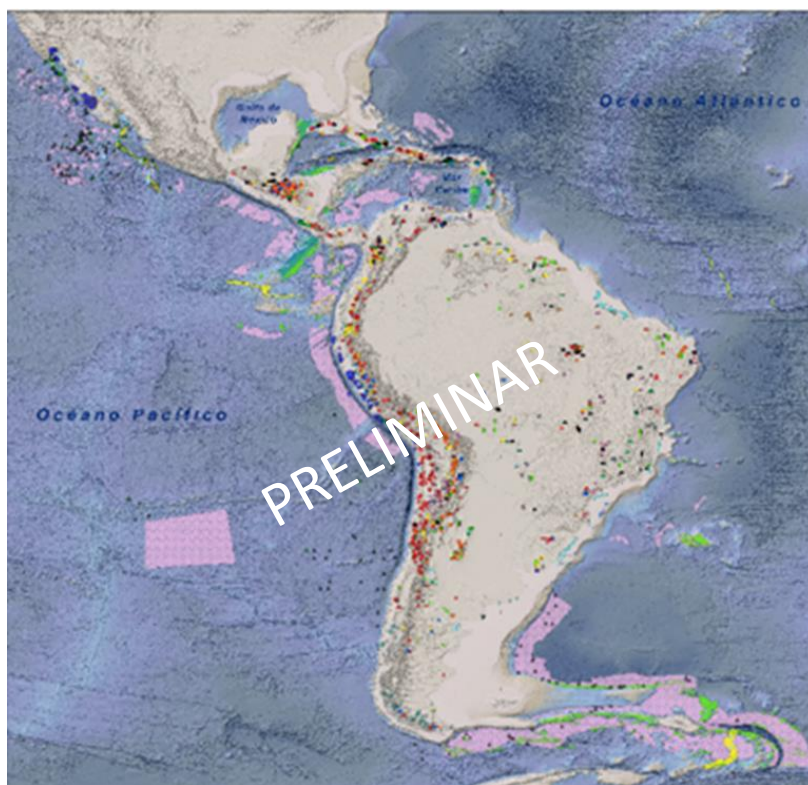 Golfo de
México
Océano Atlántico
Mar
Caribe
Océano Pacífico
PRELIMINAR